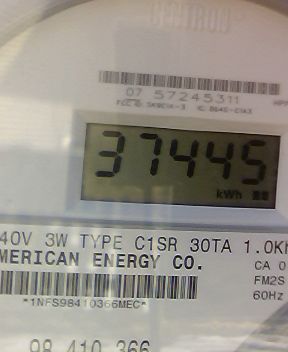 CENTRON
07 57245311
37445
kWh
40V 3W TYPE C1SR 30TA 1.0K
MERICAN ENERGY CO.
CA 0
FM2S
60Hz
*1NFS98410366MEC*
98 410 366